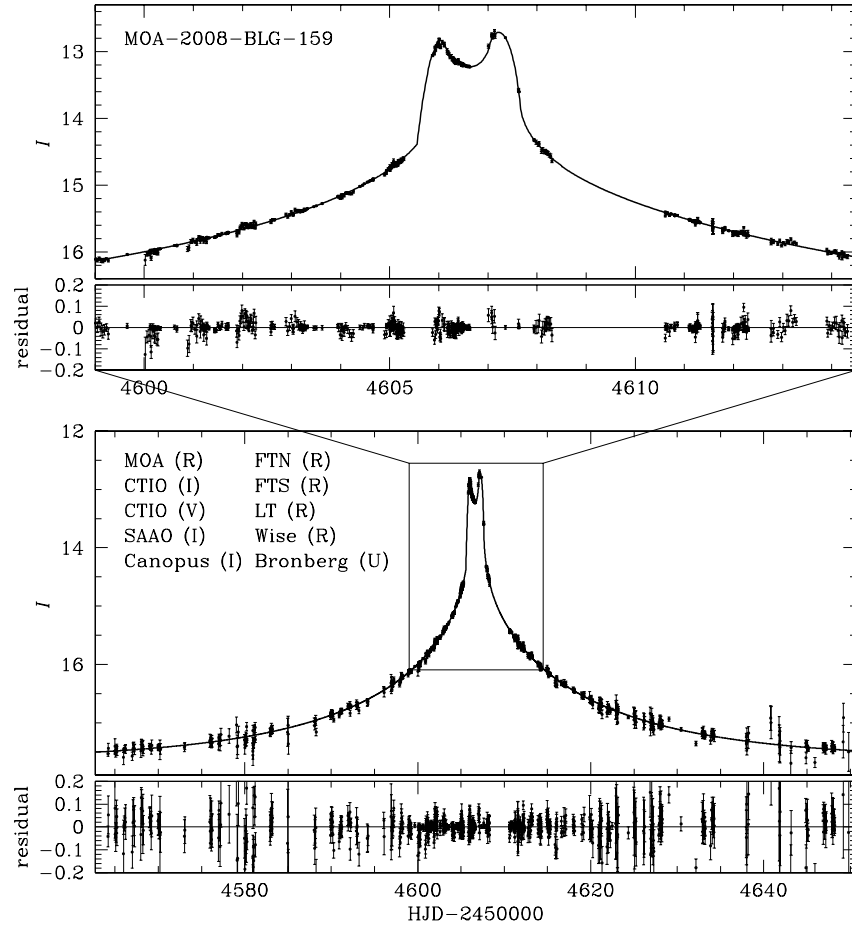 MOA-2008-BLG-159
13
14
15
16
I
0.2
0.1
0
-0.1
-0.2
residual
4600 4605 4610
12
14
16
I
MOA (R) FTN (R)
CTIO (I) FTS (R)
CTIO (V) LT (R)
SAAO (I) Wise (R)
Canopus (I) Bronberg (U)
0.2
0.1
0
-0.1
-0.2
residual
4580 4600 4620 4640
HJD-2450000